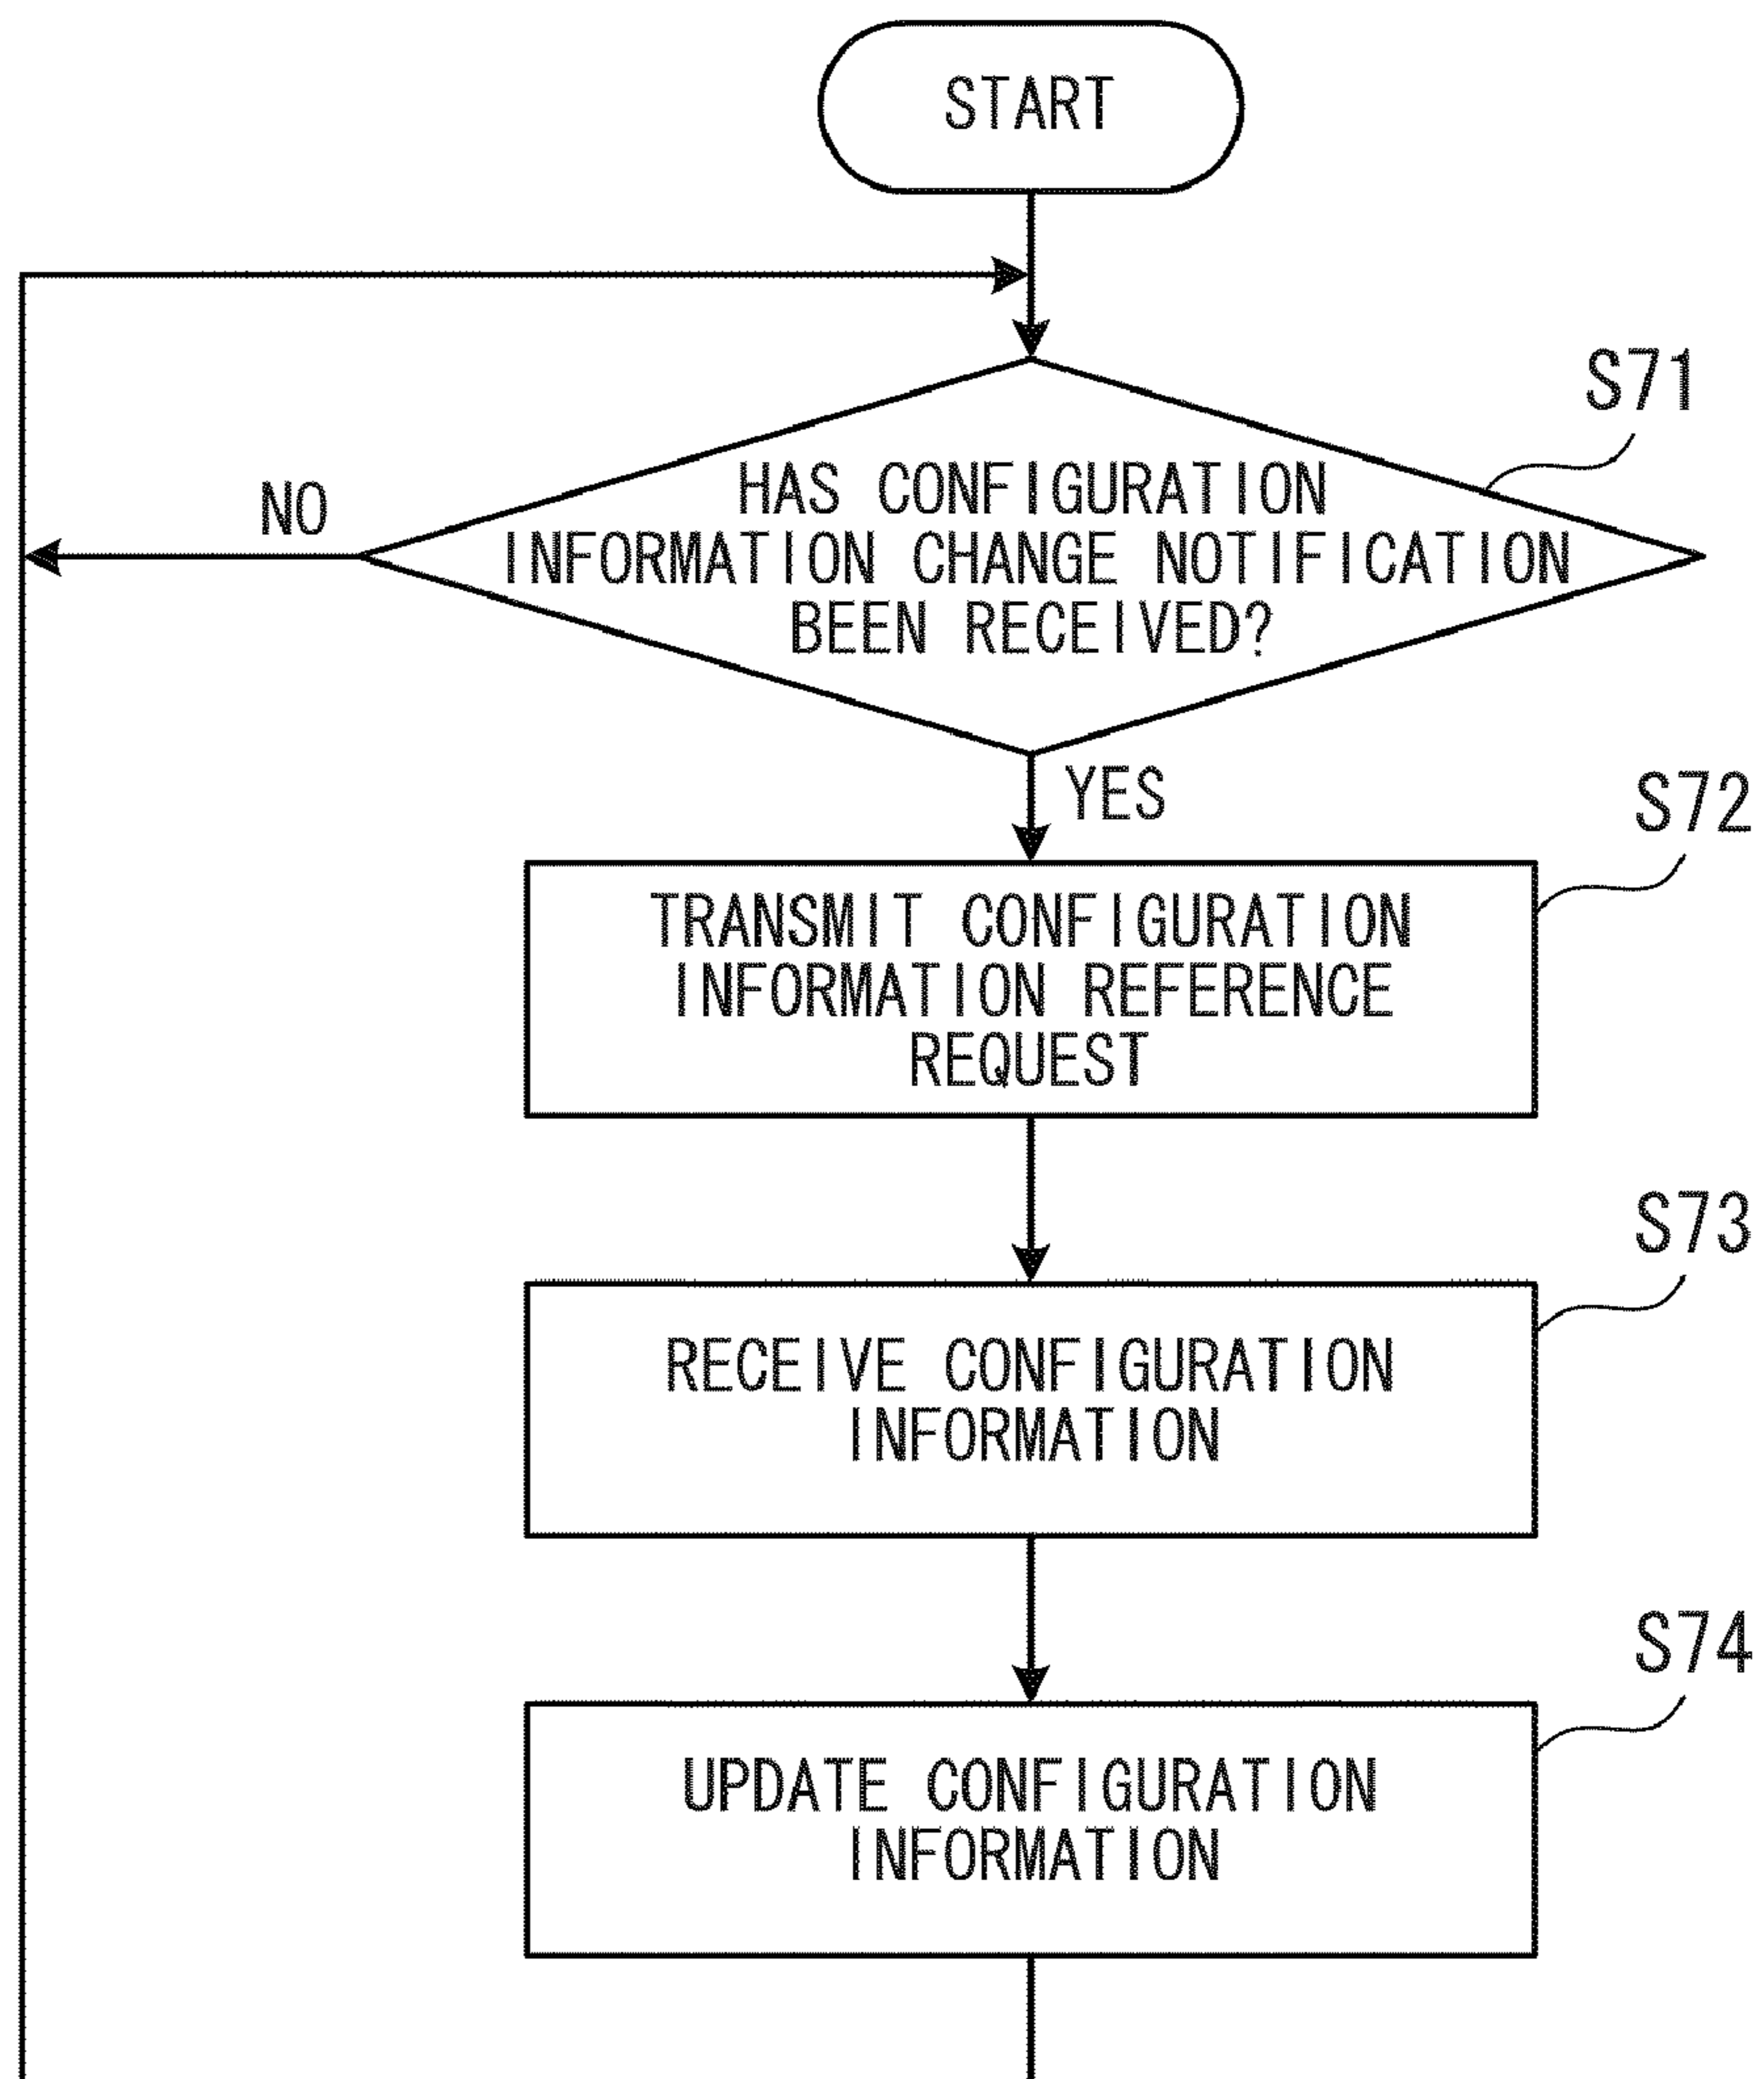 START
S71
HAS CONFIGURATION
INFORMATION CHANGE NOTIFICATION
BEEN RECEIVED?
NO
YES
S72
TRANSMIT CONFIGURATION
INFORMATION REFERENCE
REQUEST
S73
RECEIVE CONFIGURATION
INFORMATION
S74
UPDATE CONFIGURATION
INFORMATION